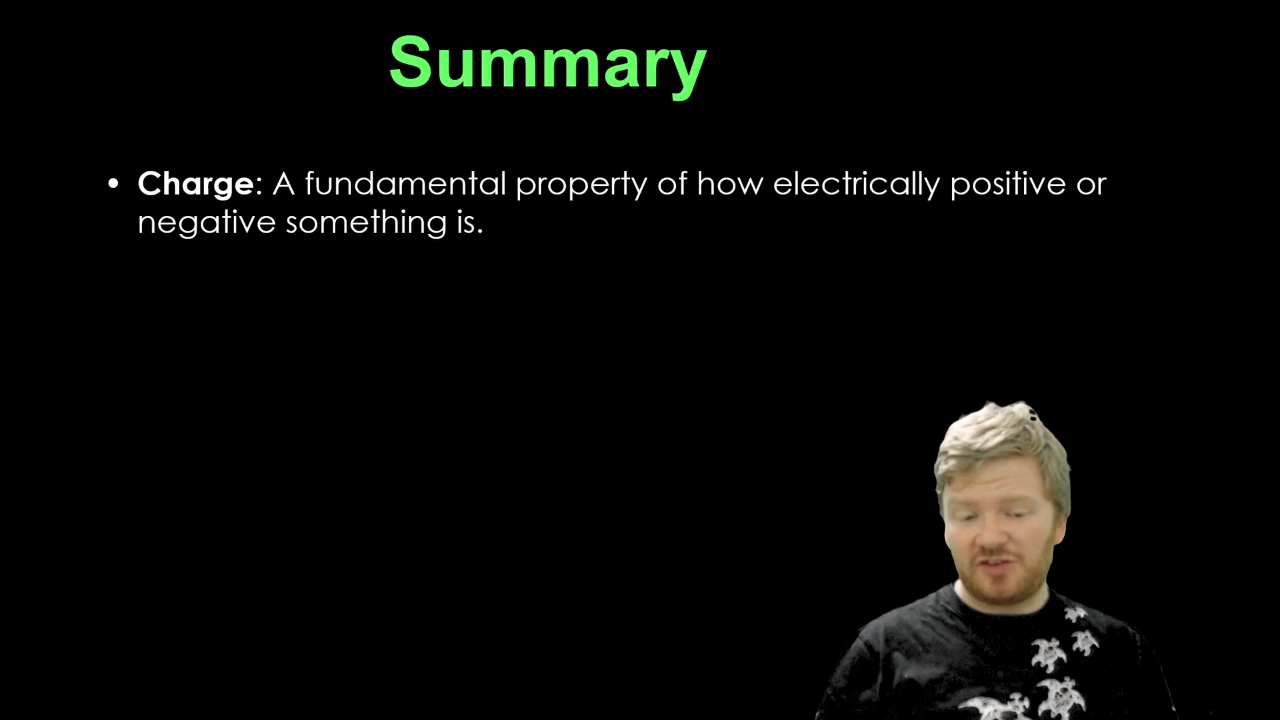 Summary
• Charge: A fundamental property of how electrically positive or
negative something is.